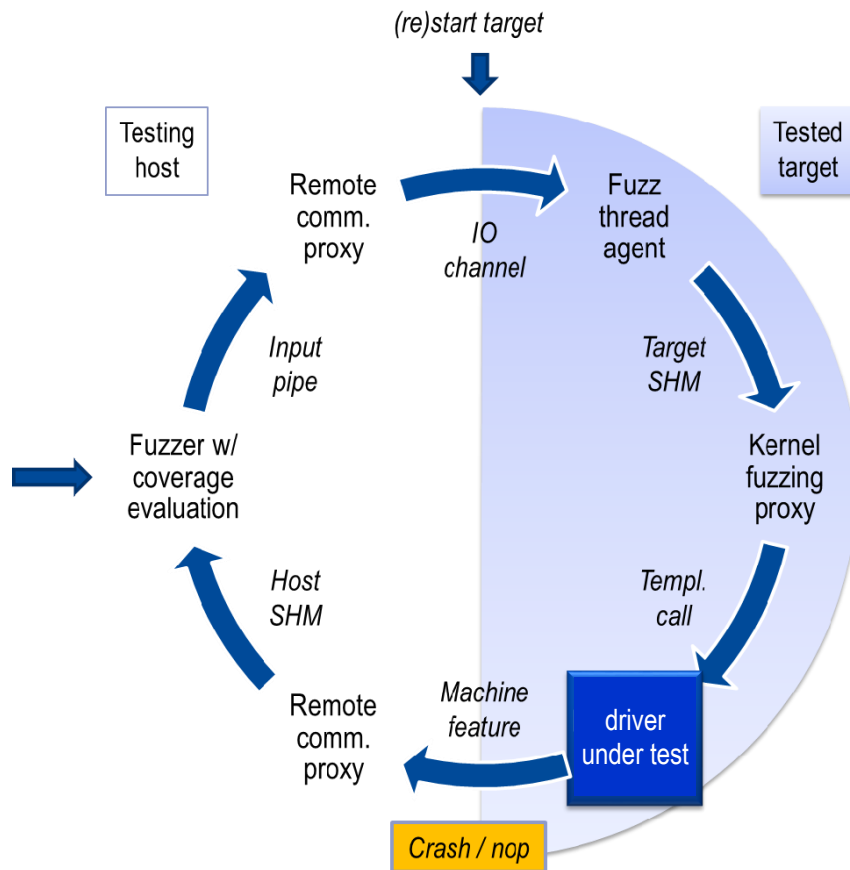 (re)start target
Testing
host
Tested
target
Remote
comm.
proxy
IO
channel
Fuzz
thread
agent
Input
pipe
Target
SHM
Fuzzer w/
coverage
evaluation
Kernel
fuzzing
proxy
Host
SHM
Templ.
call
Remote
comm.
proxy
Machine
feature
driver
under test
Crash / nop